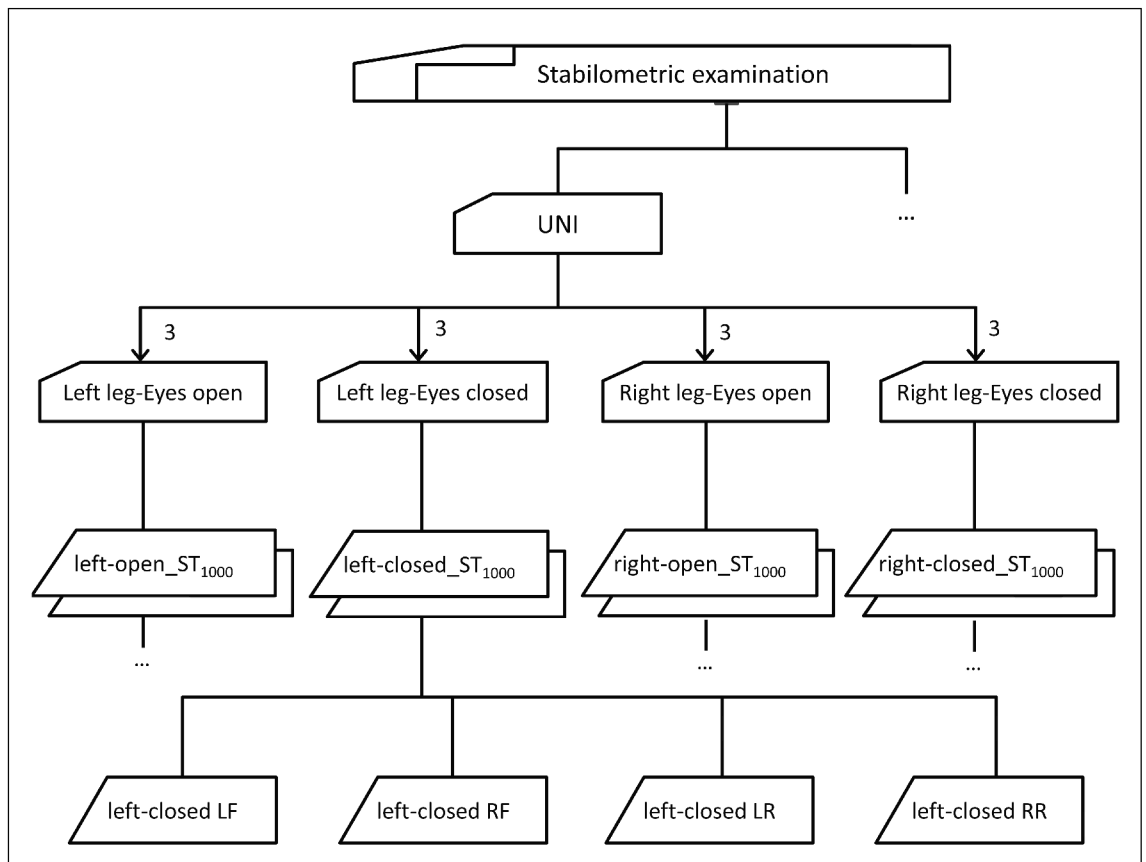 Stabilometric examination
UNI
...
3
3
3
3
Left leg-Eyes open
Left leg-Eyes closed
Right leg-Eyes open
Right leg-Eyes closed
left-open_ST1000
left-closed_ST1000
right-open_ST1000
right-closed_ST1000
...
...
...
left-closed LF
left-closed RF
left-closed LR
left-closed RR